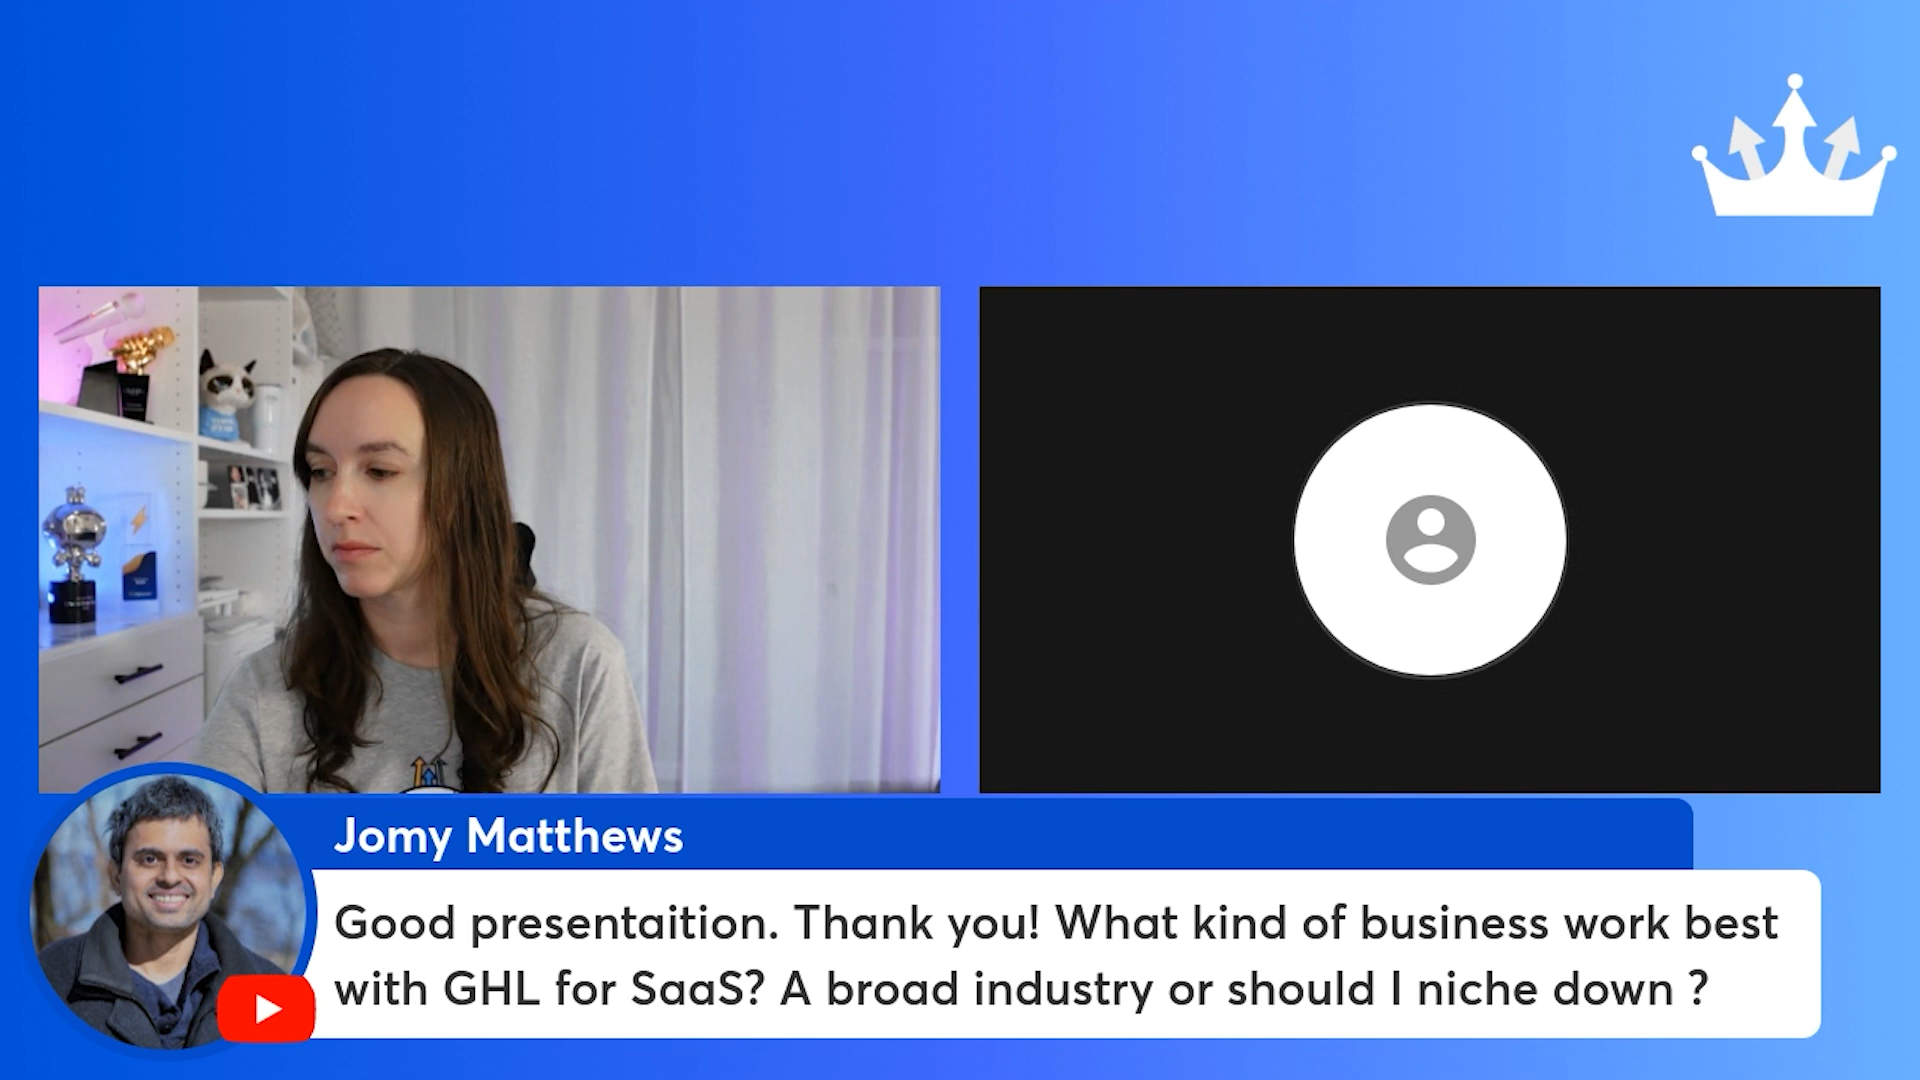 Jomy Matthews
Good presentaition. Thank you! What kind of business work best
with GHL for SaaS? A broad industry or should I niche down ?